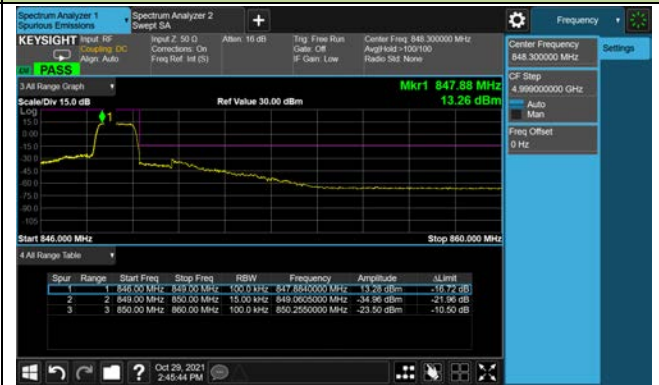 Spectrum Analyzer 1
Spurious Emissions
Spectrum Analyzer 2
Swept SA
Frequency
KEYSIGHT
Input: RF
Coupling: DC
Align: Auto
Input Z: 50 Ω
Corrections: On
Freq Ref: Int (S)
Atten: 16 dB
Trig: Free Run
Gate: Off
IF Gain: Low
Center Freq: 848.300000 MHz
Avg|Hold:>100/100
Radio Std: None
PASS
3 All Range Graph
Scale/Div 15.0 dB
Ref Value 30.00 dBm
Mkr1 847.88 MHz
13.26 dBm
Log
15.0
0.00
-15.0
-30.0
-45.0
-60.0
-75.0
-90.0
-105
1
Start 846.000 MHz
Stop 860.000 MHz
4 All Range Table
Spur Range Start Freq Stop Freq RBW Frequency Amplitude ΔLimit
1 1 846.00 MHz 849.00 MHz 100.0 kHz 847.8840000 MHz 13.28 dBm -16.72 dB
2 2 849.00 MHz 850.00 MHz 15.00 kHz 849.0605000 MHz -34.96 dBm -21.96 dB
3 3 850.00 MHz 860.00 MHz 100.0 kHz 850.2550000 MHz -23.50 dBm -10.50 dB
Center Frequency
848.300000 MHz
Settings
CF Step
4.999000000 GHz
Auto
Man
Freq Offset
0 Hz
Oct 29, 2021
2:45:44 PM